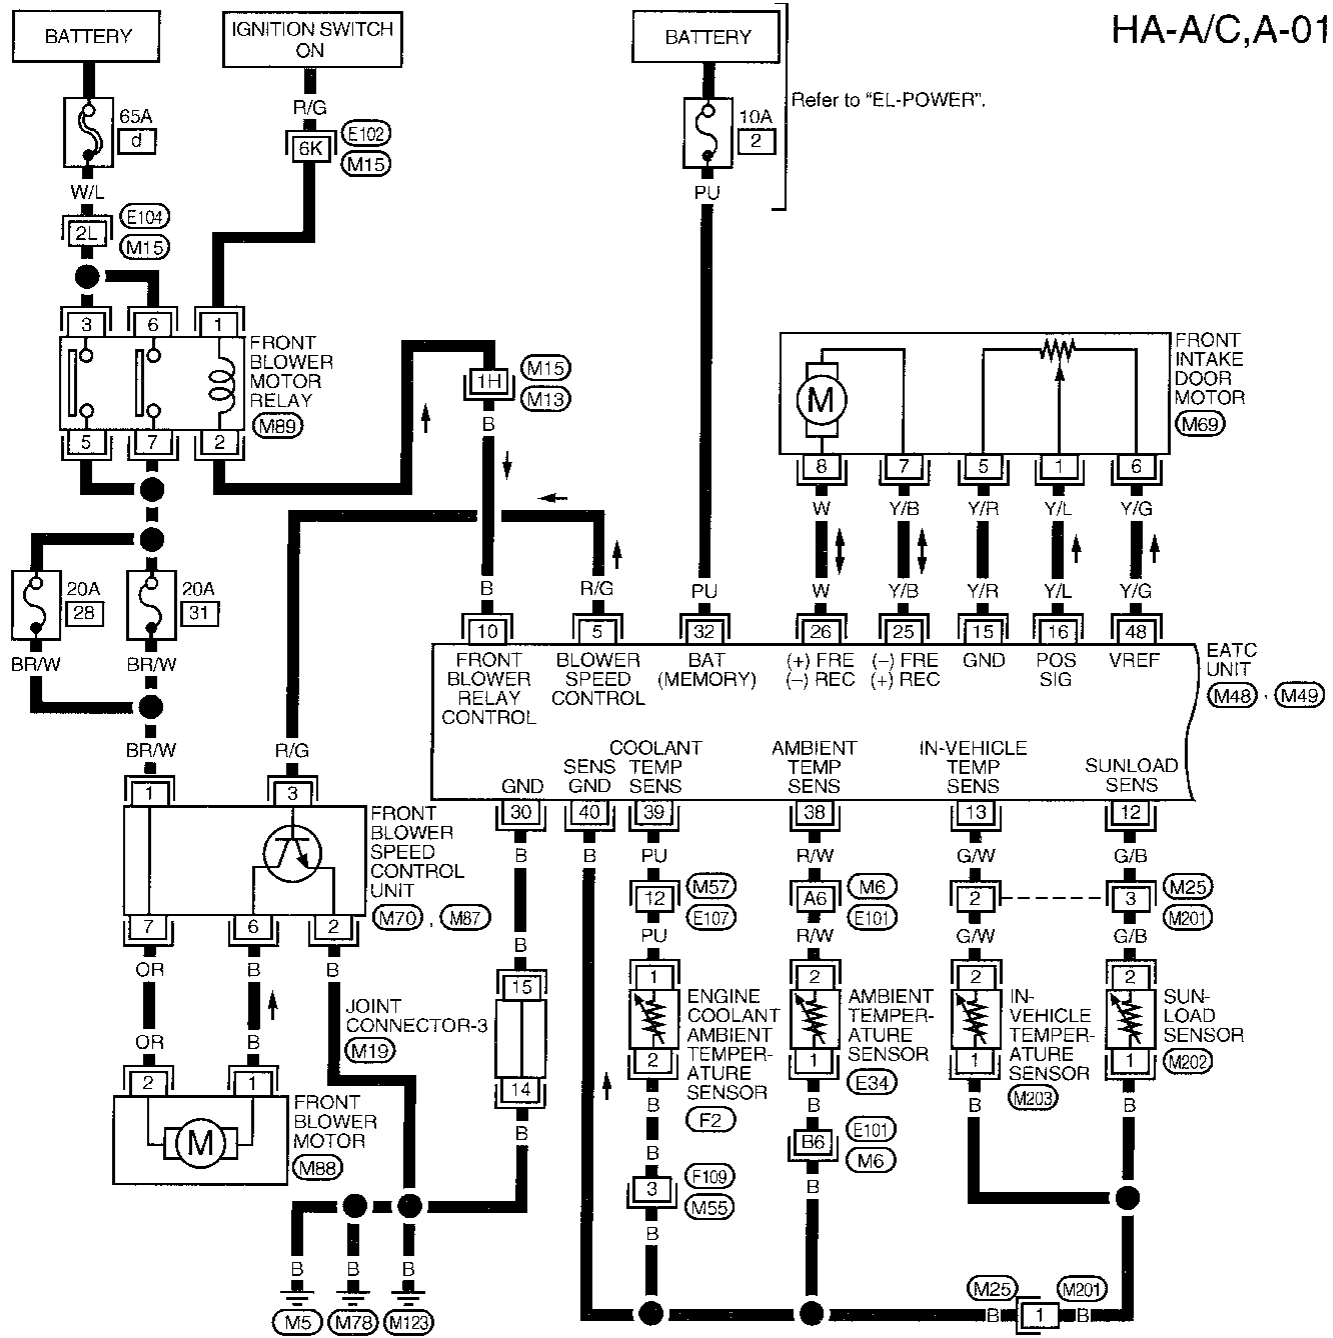 HA-A/C,A-01
BATTERY
IGNITION SWITCH
ON
BATTERY
Refer to "EL-POWER".
65A
d
R/G
6K
E102
M15
10A
2
W/L
PU
2L
E104
M15
3
6
1
FRONT
BLOWER
MOTOR
RELAY
M89
5
7
2
1H
M15
M13
B
M
FRONT
INTAKE
DOOR
MOTOR
M69
8
7
5
1
6
W
Y/B
Y/R
Y/L
Y/G
20A
28
20A
31
B
R/G
PU
W
Y/B
Y/R
Y/L
Y/G
10
5
32
26
25
15
16
48
BR/W
BR/W
FRONT
BLOWER
RELAY
CONTROL
BLOWER
SPEED
CONTROL
BAT
(MEMORY)
(+) FRE
(–) REC
(–) FRE
(+) REC
GND
POS
SIG
VREF
EATC
UNIT
M48 , M49
BR/W
R/G
GND
SENS
GND
COOLANT
TEMP
SENS
AMBIENT
TEMP
SENS
IN-VEHICLE
TEMP
SENS
SUNLOAD
SENS
1
3
30
40
39
38
13
12
FRONT
BLOWER
SPEED
CONTROL
UNIT
M70 , M87
B
B
PU
R/W
G/W
G/B
12
M57
E107
A6
M6
E101
2
3
M25
M201
7
6
2
B
PU
R/W
G/W
G/B
OR
B
B
15
1
2
2
2
JOINT
CONNECTOR-3
M19
ENGINE
COOLANT
AMBIENT
TEMPER-
ATURE
SENSOR
F2
AMBIENT
TEMPER-
ATURE
SENSOR
E34
IN-
VEHICLE
TEMPER-
ATURE
SENSOR
M203
SUN-
LOAD
SENSOR
M202
OR
B
14
2
1
1
1
2
1
FRONT
BLOWER
MOTOR
M88
M
B
B
B
B
B
B
B6
E101
M6
3
F109
M55
B
B
B
B
B
M5
M78
M123
M25
M201
B
1
B